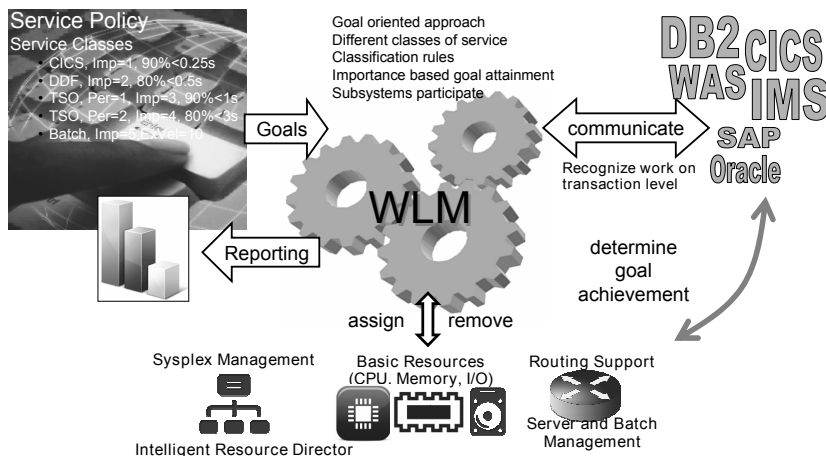 Service Policy
Service Classes
• CICS, Imp=1, 90%<0.25s
• DDF, Imp=2, 80%<0.5s
• TSO, Per=1, Imp=3, 90%<1s
• TSO, Per=2, Imp=4, 80%<3s
• Batch, Imp=5,ExVel=10
Goal oriented approach
Different classes of service
Classification rules
Importance based goal attainment
Subsystems participate
Goals
WLM
communicate
Recognize work on
transaction level
DB2
CICS
WAS
IMS
SAP
Oracle
Reporting
determine
goal
achievement
assign
remove
Sysplex Management
Intelligent Resource Director
Basic Resources
(CPU. Memory, I/O)
Routing Support
Server and Batch
Management